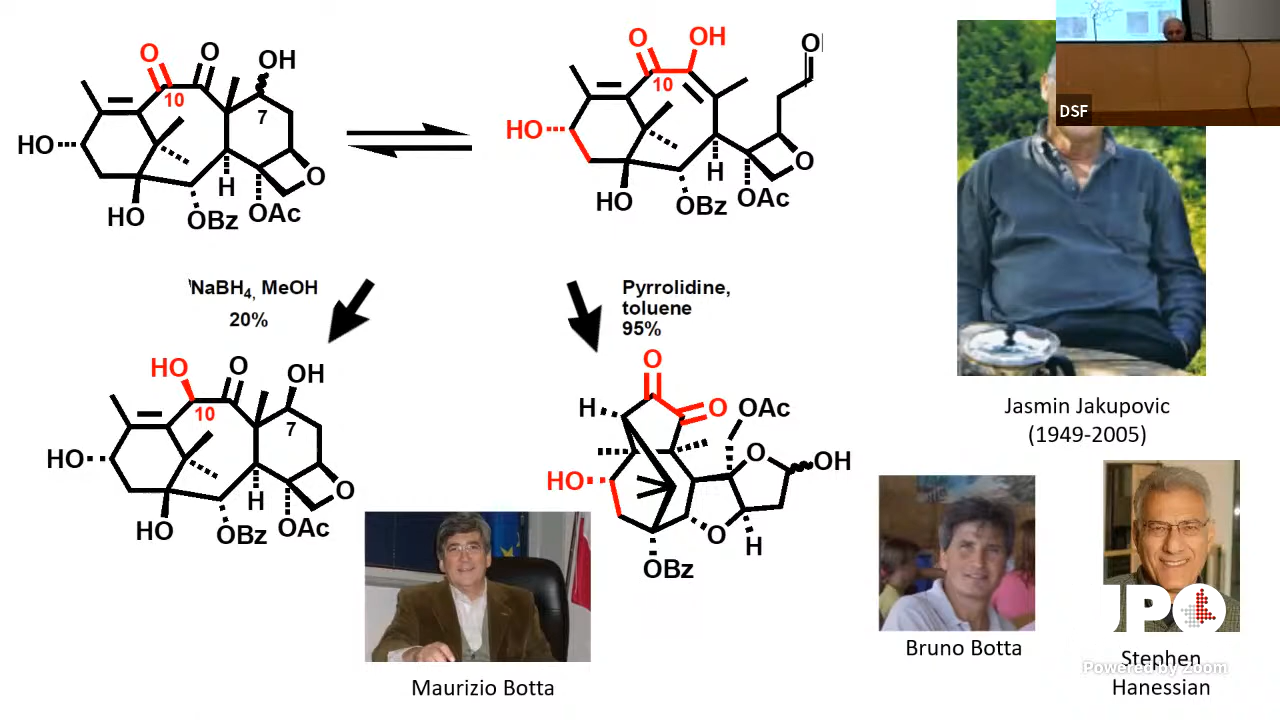 O
O
OH
10
7
HO
O
H
HO
OBz
OAc
O
OH
10
O
HO
O
H
HO
OBz
OAc
DSF
NaBH4, MeOH
20%
Pyrrolidine,
toluene
95%
HO
O
OH
10
7
HO
O
H
HO
OBz
OAc
O
H
O
OAc
O
OH
HO
O
H
OBz
Jasmin Jakupovic
(1949-2005)
Maurizio Botta
Bruno Botta
UPO
Powered by Zoom
Stephen
Hanessian